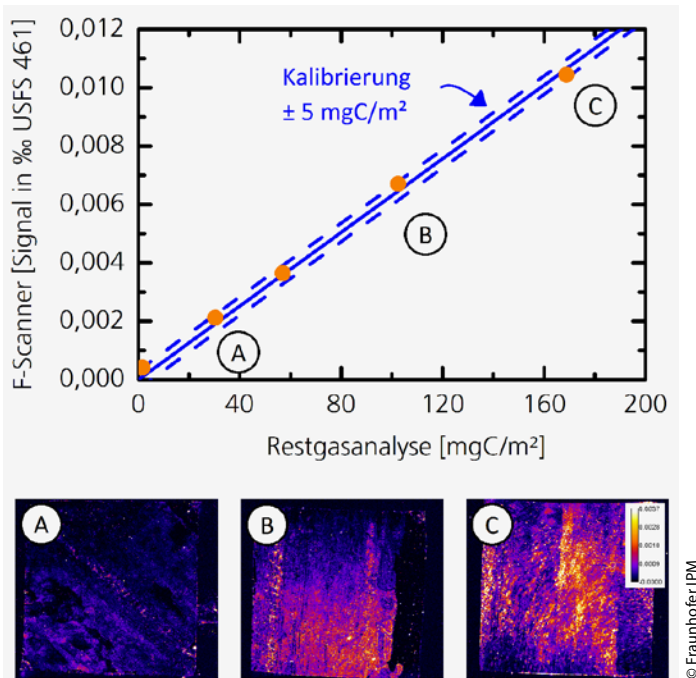 F-Scanner [Signal in ‰ USFS 461]
0,012
0,010
0,008
0,006
0,004
0,002
0,000
Kalibrierung
± 5 mgC/m²
A
B
C
0
40
80
120
160
200
Restgasanalyse [mgC/m²]
A
B
C
© Fraunhofer IPM